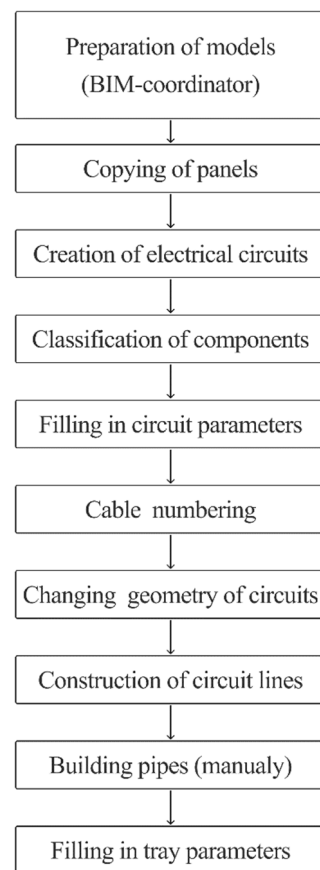 Preparation of models
(BIM-coordinator)
Copying of panels
Creation of electrical circuits
Classification of components
Filling in circuit parameters
Cable numbering
Changing geometry of circuits
Construction of circuit lines
Building pipes (manualy)
Filling in tray parameters